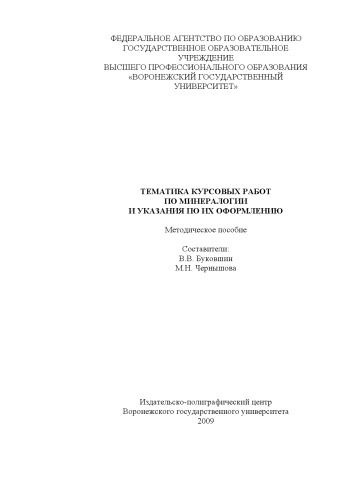 ФЕДЕРАЛЬНОЕ АГЕНТСТВО ПО ОБРАЗОВАНИЮ
ГОСУДАРСТВЕННОЕ ОБРАЗОВАТЕЛЬНОЕ
УЧРЕЖДЕНИЕ
ВЫСШЕГО ПРОФЕССИОНАЛЬНОГО ОБРАЗОВАНИЯ
«ВОРОНЕЖСКИЙ ГОСУДАРСТВЕННЫЙ
УНИВЕРСИТЕТ»
ТЕМАТИКА КУРСОВЫХ РАБОТ
ПО МИНЕРАЛОГИИ
И УКАЗАНИЯ ПО ИХ ОФОРМЛЕНИЮ
Методическое пособие
Составители:
В.В. Буковшин
М.Н. Чернышова
Издательско-полиграфический центр
Воронежского государственного университета
2009